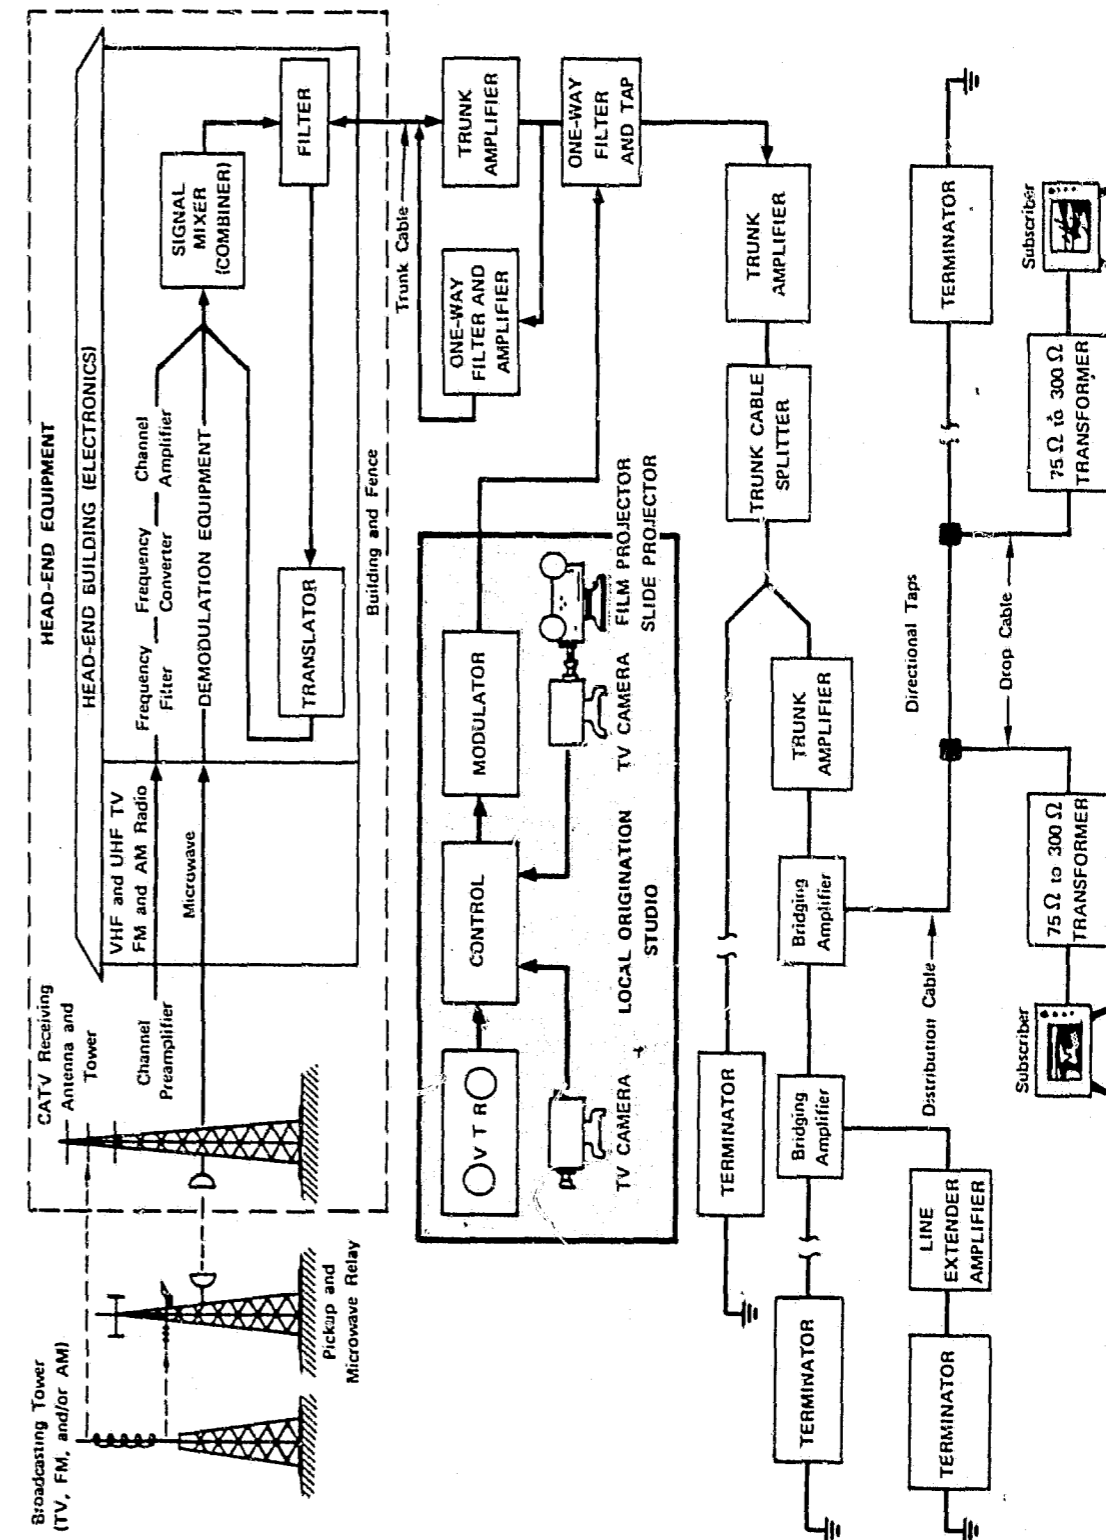 HEAD-END EQUIPMENT
HEAD-END BUILDING (ELECTRONICS)
CATV Receiving
Antenna and
Tower
Channel
Preamplifier
VHF and UHF TV
FM and AM Radio
Microwave
Frequency
Filter
Frequency
Converter
Channel
Amplifier
DEMODULATION EQUIPMENT
SIGNAL
MIXER
(COMBINER)
FILTER
TRANSLATOR
Building and Fence
Broadcasting Tower
(TV, FM, and/or AM)
Pickup and
Microwave Relay
Trunk Cable
TRUNK
AMPLIFIER
ONE-WAY
FILTER AND
AMPLIFIER
ONE-WAY
FILTER
AND TAP
VTR
CONTROL
MODULATOR
TV CAMERA
TV CAMERA
FILM PROJECTOR
SLIDE PROJECTOR
LOCAL ORIGINATION
STUDIO
TRUNK
AMPLIFIER
TRUNK CABLE
SPLITTER
TERMINATOR
TRUNK
AMPLIFIER
Bridging
Amplifier
Bridging
Amplifier
TERMINATOR
Directional Taps
TERMINATOR
Distribution Cable
Drop Cable
LINE
EXTENDER
AMPLIFIER
TERMINATOR
Subscriber
75 Ω to 300 Ω
TRANSFORMER
75 Ω to 300 Ω
TRANSFORMER
Subscriber